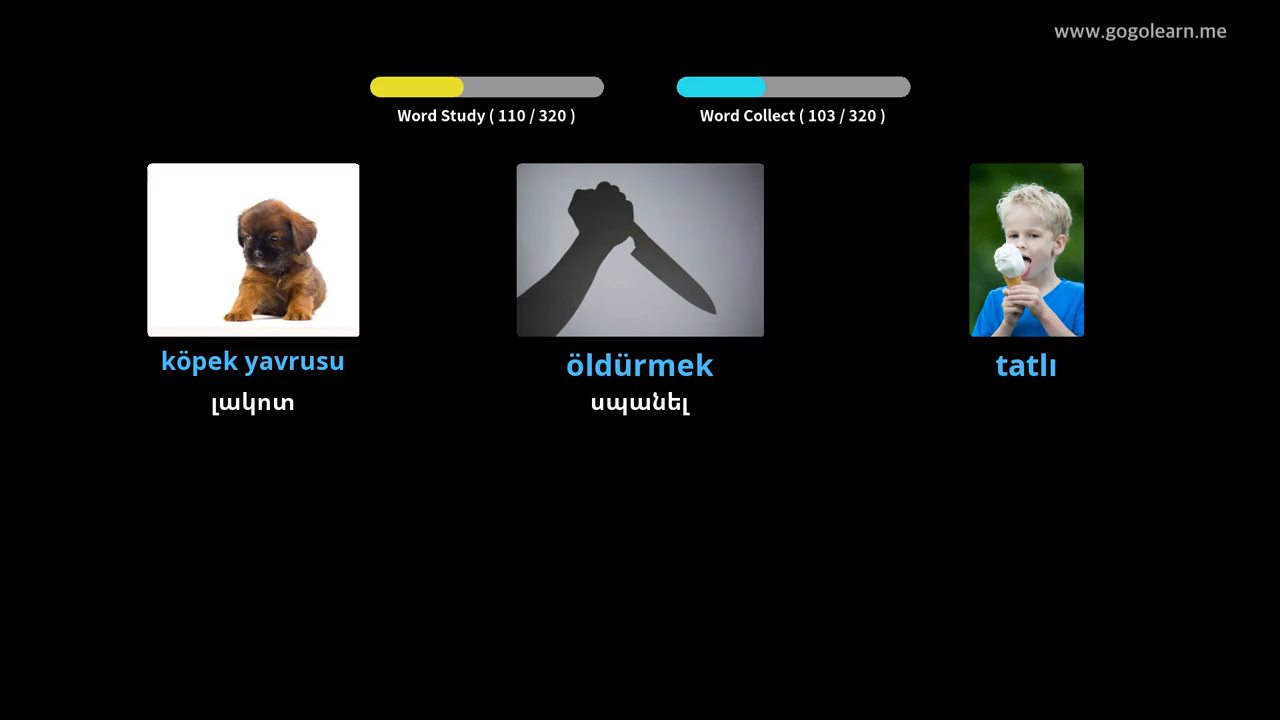 www.gogolearn.me
Word Study ( 110 / 320 )
Word Collect ( 103 / 320 )
köpek yavrusu
öldürmek
tatlı
լակոտ
սպանել